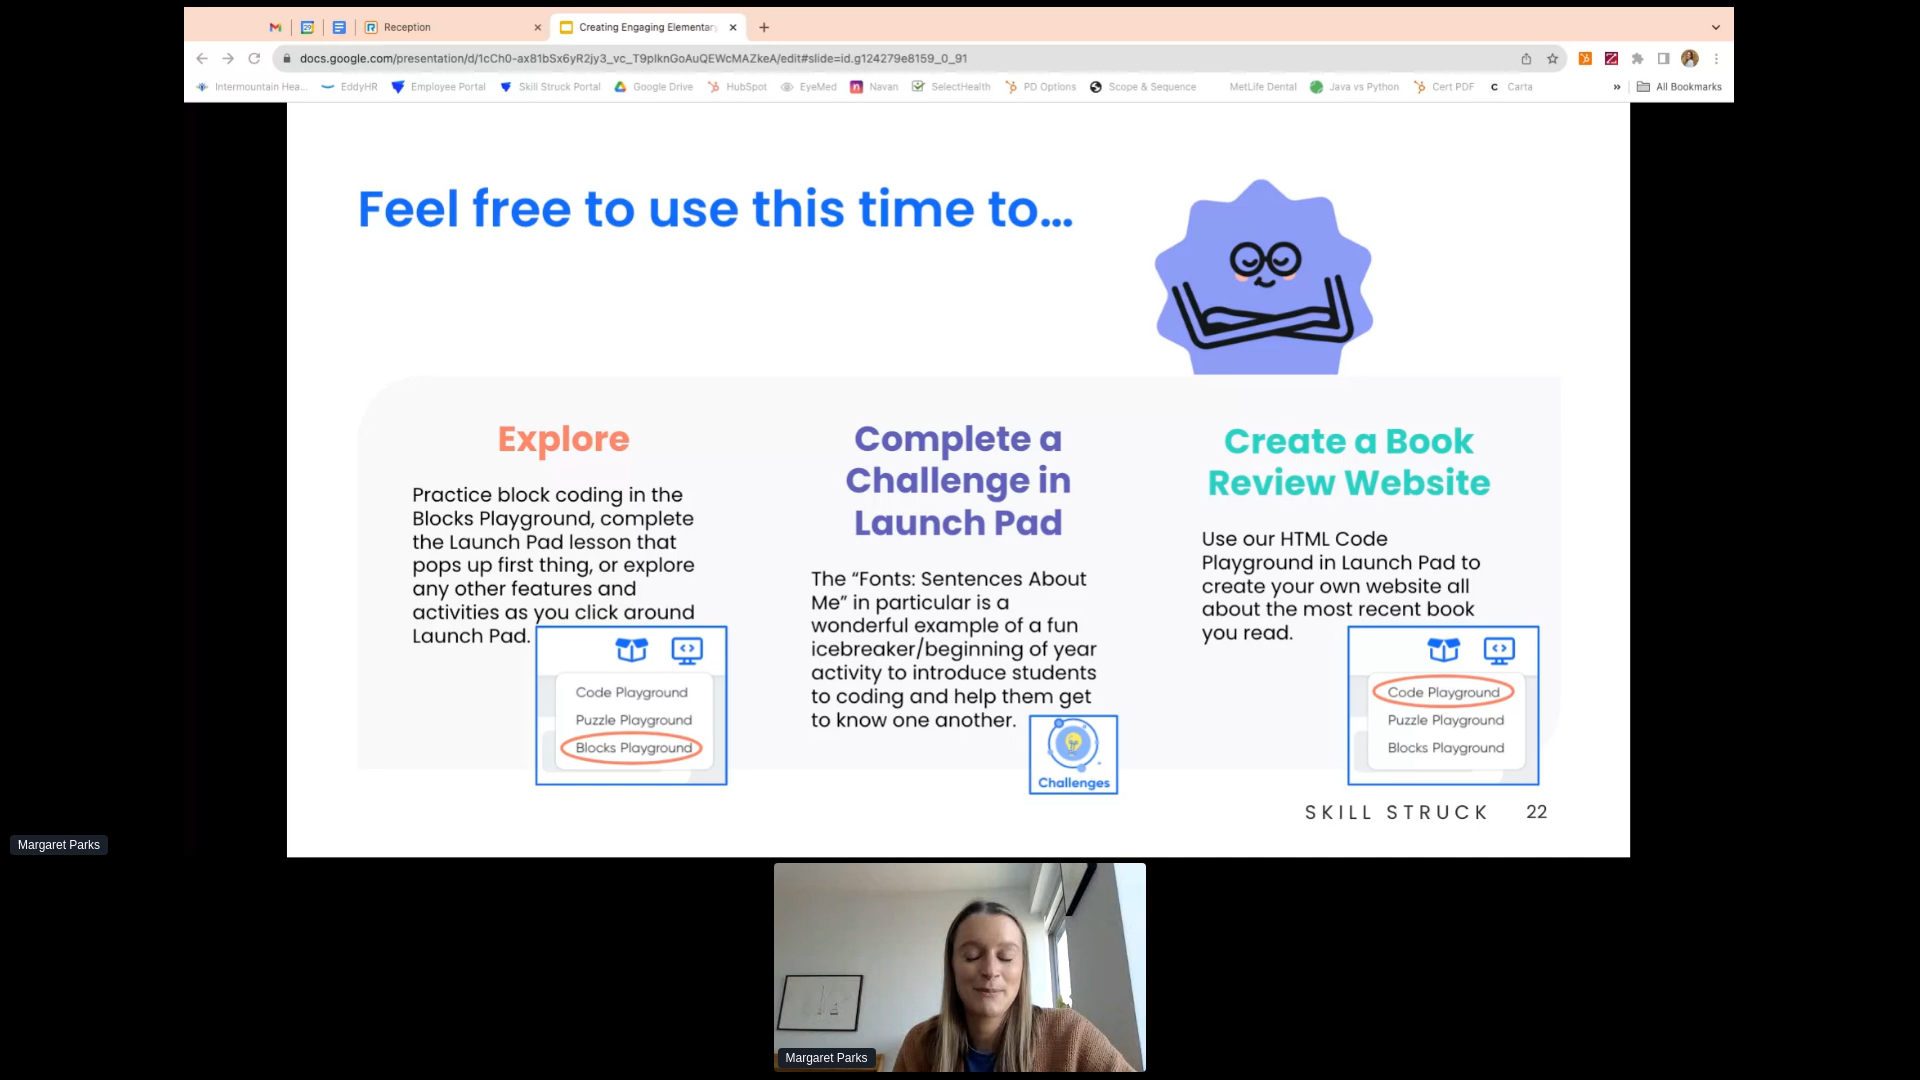 Reception
Creating Engaging Elementary
docs.google.com/presentation/d/1cCh0-ax81bSx6yR2jy3_vc_T9pIknGoAuQEWcMAZkeA/edit#slide=id.g124279e8159_0_91
Intermountain Hea... EddyHR Employee Portal Skill Struck Portal Google Drive HubSpot EyeMed Navan SelectHealth PD Options Scope & Sequence MetLife Dental Java vs Python Cert PDF Carta » All Bookmarks
Feel free to use this time to...
Explore
Practice block coding in the
Blocks Playground, complete
the Launch Pad lesson that
pops up first thing, or explore
any other features and
activities as you click around
Launch Pad.
Code Playground
Puzzle Playground
Blocks Playground
Complete a
Challenge in
Launch Pad
The “Fonts: Sentences About
Me” in particular is a
wonderful example of a fun
icebreaker/beginning of year
activity to introduce students
to coding and help them get
to know one another.
Challenges
Create a Book
Review Website
Use our HTML Code
Playground in Launch Pad to
create your own website all
about the most recent book
you read.
Code Playground
Puzzle Playground
Blocks Playground
SKILL STRUCK 22
Margaret Parks
Margaret Parks